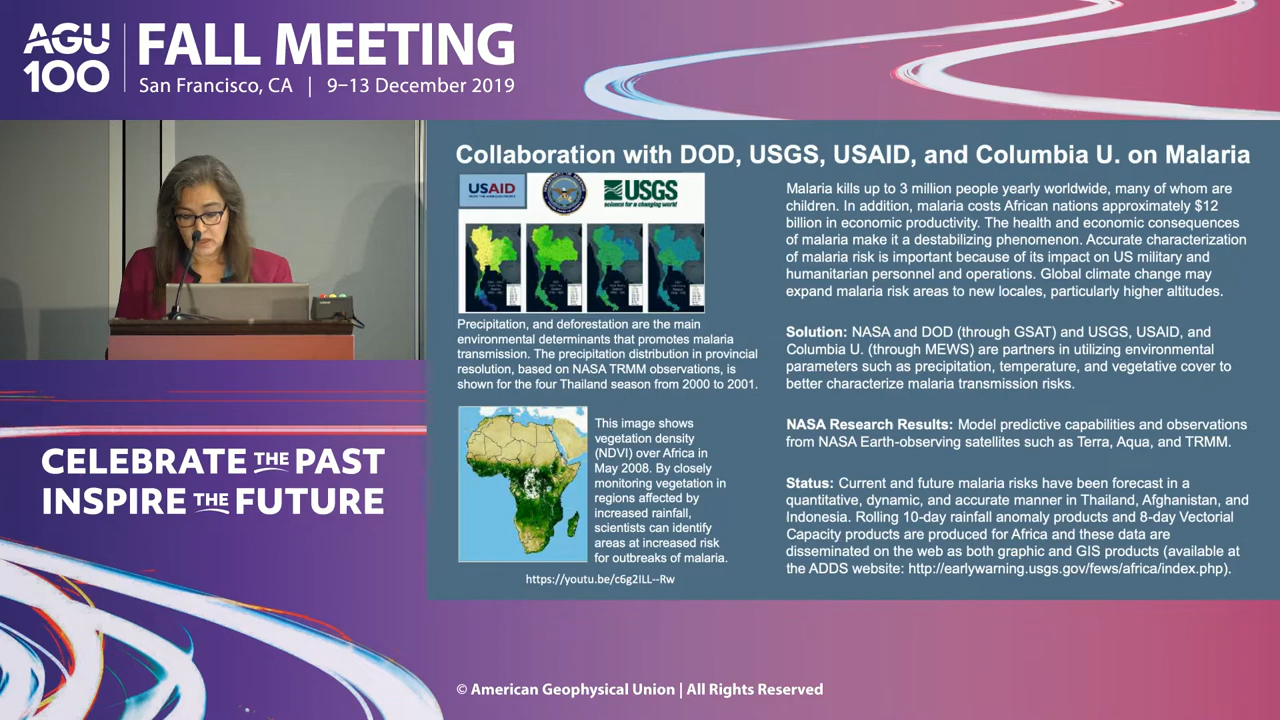 AGU
100
FALL MEETING
San Francisco, CA | 9–13 December 2019
Collaboration with DOD, USGS, USAID, and Columbia U. on Malaria
USAID
USGS
science for a changing world
Precipitation, and deforestation are the main
environmental determinants that promotes malaria
transmission. The precipitation distribution in provincial
resolution, based on NASA TRMM observations, is
shown for the four Thailand season from 2000 to 2001.
This image shows
vegetation density
(NDVI) over Africa in
May 2008. By closely
monitoring vegetation in
regions affected by
increased rainfall,
scientists can identify
areas at increased risk
for outbreaks of malaria.
https://youtu.be/c6g2ILL--Rw
Malaria kills up to 3 million people yearly worldwide, many of whom are
children. In addition, malaria costs African nations approximately $12
billion in economic productivity. The health and economic consequences
of malaria make it a destabilizing phenomenon. Accurate characterization
of malaria risk is important because of its impact on US military and
humanitarian personnel and operations. Global climate change may
expand malaria risk areas to new locales, particularly higher altitudes.
Solution: NASA and DOD (through GSAT) and USGS, USAID, and
Columbia U. (through MEWS) are partners in utilizing environmental
parameters such as precipitation, temperature, and vegetative cover to
better characterize malaria transmission risks.
NASA Research Results: Model predictive capabilities and observations
from NASA Earth-observing satellites such as Terra, Aqua, and TRMM.
Status: Current and future malaria risks have been forecast in a
quantitative, dynamic, and accurate manner in Thailand, Afghanistan, and
Indonesia. Rolling 10-day rainfall anomaly products and 8-day Vectorial
Capacity products are produced for Africa and these data are
disseminated on the web as both graphic and GIS products (available at
the ADDS website: http://earlywarning.usgs.gov/fews/africa/index.php).
CELEBRATE THE PAST
INSPIRE THE FUTURE
© American Geophysical Union | All Rights Reserved